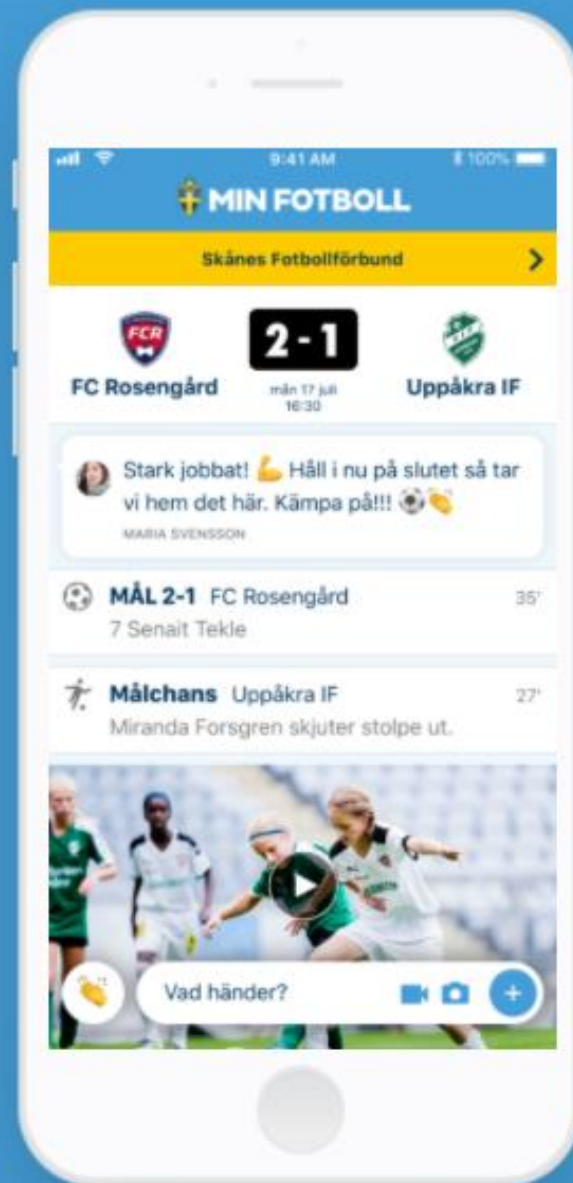 9:41 AM 100%
MIN FOTBOLL
Skånes Fotbollförbund
FCR
2 - 1
FC Rosengård
mån 17 juli
16:30
Uppåkra IF
Stark jobbat! 💪 Håll i nu på slutet så tar
vi hem det här. Kämpa på!!! ⚽👏
MARIA SVENSSON
MÅL 2-1 FC Rosengård 35'
7 Senait Tekle
Målchans Uppåkra IF 27'
Miranda Forsgren skjuter stolpe ut.
Vad händer?